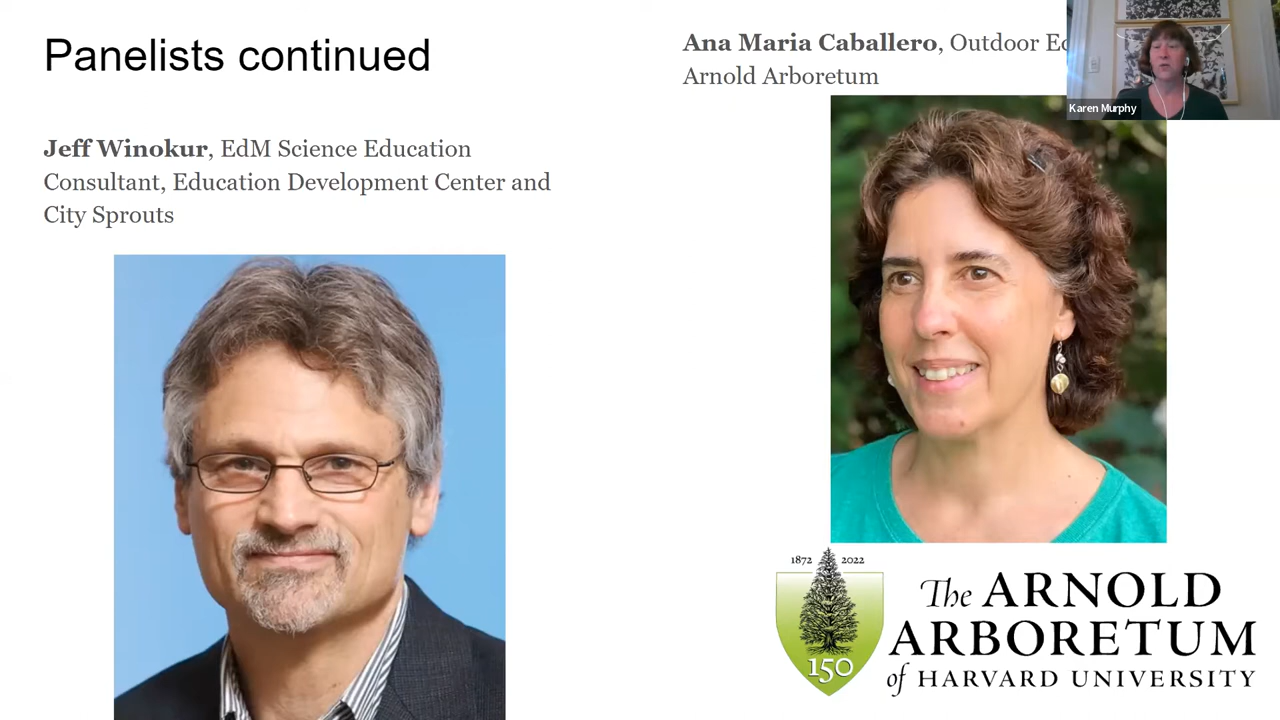 Panelists continued
Jeff Winokur, EdM Science Education
Consultant, Education Development Center and
City Sprouts
Ana Maria Caballero, Outdoor
Arnold Arboretum
Karen Murphy
1872 2022
150
The ARNOLD
ARBORETUM
of HARVARD UNIVERSITY